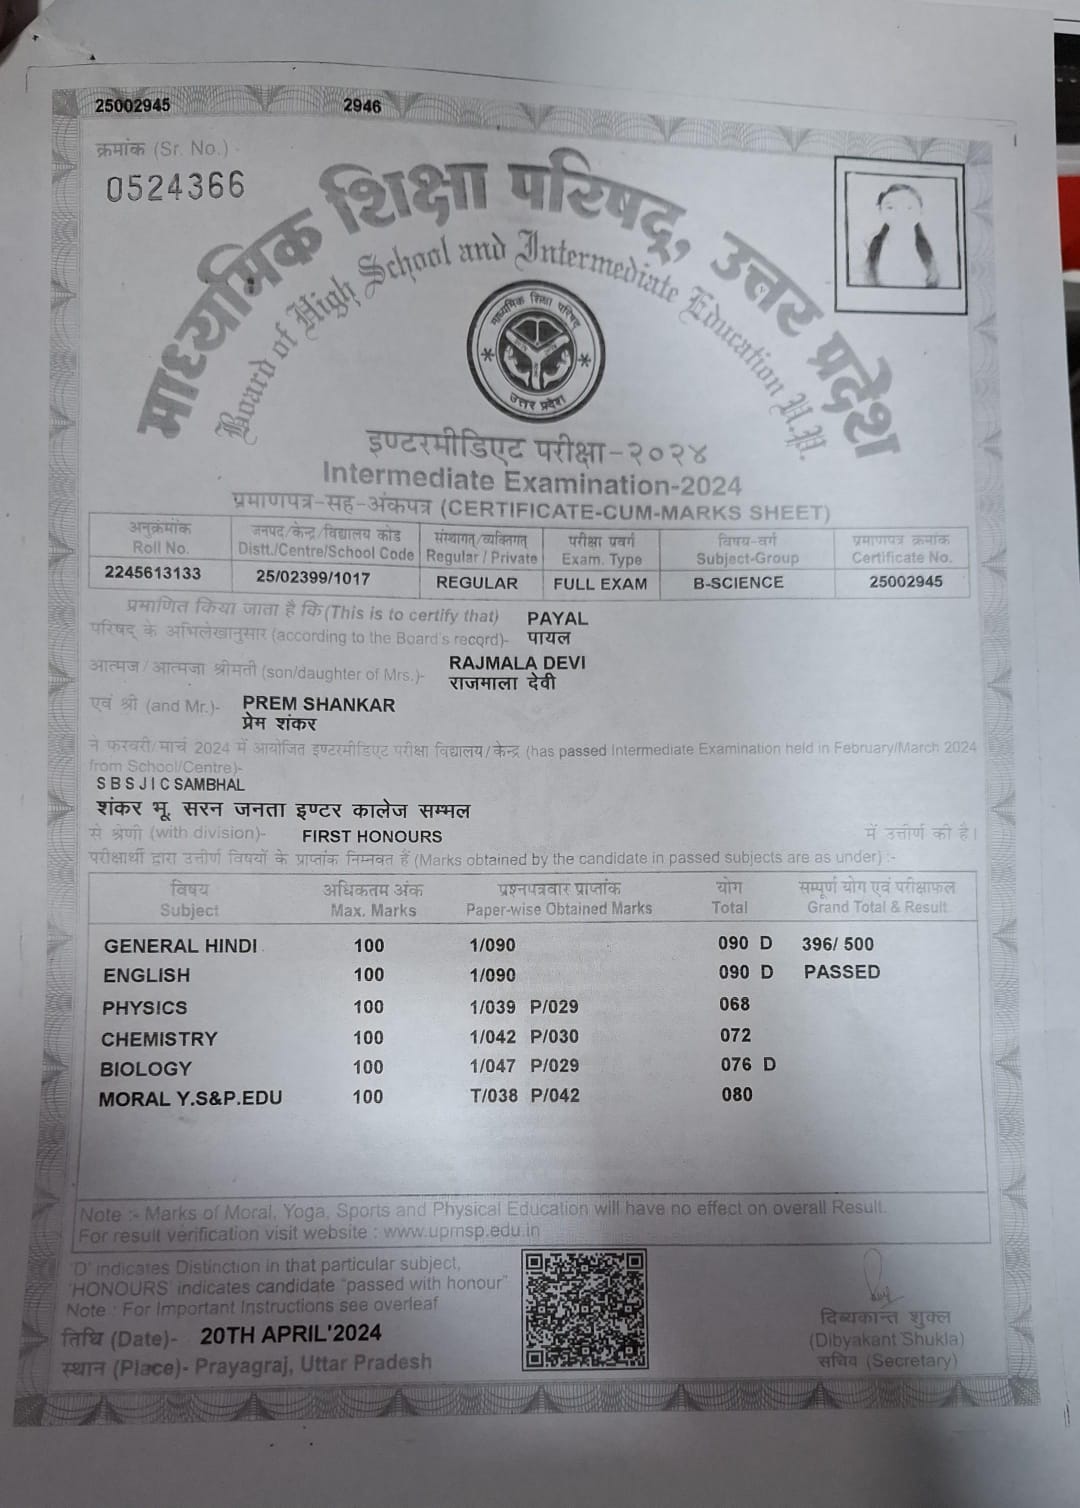 25002945 2946
क्रमांक (Sr. No.) -
0524366
माध्यमिक शिक्षा परिषद्, उत्तर प्रदेश
Board of High School and Intermediate Education U.P.
माध्यमिक शिक्षा परिषद
उत्तर प्रदेश
इण्टरमीडिएट परीक्षा-२०२४
Intermediate Examination-2024
प्रमाणपत्र-सह-अंकपत्र (CERTIFICATE-CUM-MARKS SHEET)
अनुक्रमांक जनपद/केन्द्र/विद्यालय कोड संस्थागत्/व्यक्तिगत् परीक्षा प्रवर्ग विषय-वर्ग प्रमाणपत्र क्रमांक
Roll No. Distt./Centre/School Code Regular / Private Exam. Type Subject-Group Certificate No.
2245613133 25/02399/1017 REGULAR FULL EXAM B-SCIENCE 25002945
प्रमाणित किया जाता है कि (This is to certify that) PAYAL
परिषद् के अभिलेखानुसार (according to the Board's record)- पायल
आत्मज/आत्मजा श्रीमती (son/daughter of Mrs.)- RAJMALA DEVI
राजमाला देवी
एवं श्री (and Mr.)- PREM SHANKAR
प्रेम शंकर
ने फरवरी/मार्च 2024 में आयोजित इण्टरमीडिएट परीक्षा विद्यालय/केन्द्र (has passed Intermediate Examination held in February/March 2024
from School/Centre)-
S B S J I C SAMBHAL
शंकर भू. सरन जनता इण्टर कालेज सम्भल
से श्रेणी (with division)- FIRST HONOURS में उत्तीर्ण की है।
परीक्षार्थी द्वारा उत्तीर्ण विषयों के प्राप्तांक निम्नवत हैं (Marks obtained by the candidate in passed subjects are as under) :-
विषय अधिकतम अंक प्रश्नपत्रवार प्राप्तांक योग सम्पूर्ण योग एवं परीक्षाफल
Subject Max. Marks Paper-wise Obtained Marks Total Grand Total & Result
GENERAL HINDI 100 1/090 090 D 396/ 500
ENGLISH 100 1/090 090 D PASSED
PHYSICS 100 1/039 P/029 068
CHEMISTRY 100 1/042 P/030 072
BIOLOGY 100 1/047 P/029 076 D
MORAL Y.S&P.EDU 100 T/038 P/042 080
Note :- Marks of Moral, Yoga, Sports and Physical Education will have no effect on overall Result.
For result verification visit website : www.upmsp.edu.in
'D' indicates Distinction in that particular subject,
'HONOURS' indicates candidate "passed with honour"
Note : For Important Instructions see overleaf
तिथि (Date)- 20TH APRIL'2024
स्थान (Place)- Prayagraj, Uttar Pradesh
दिब्यकान्त शुक्ल
(Dibyakant Shukla)
सचिव (Secretary)